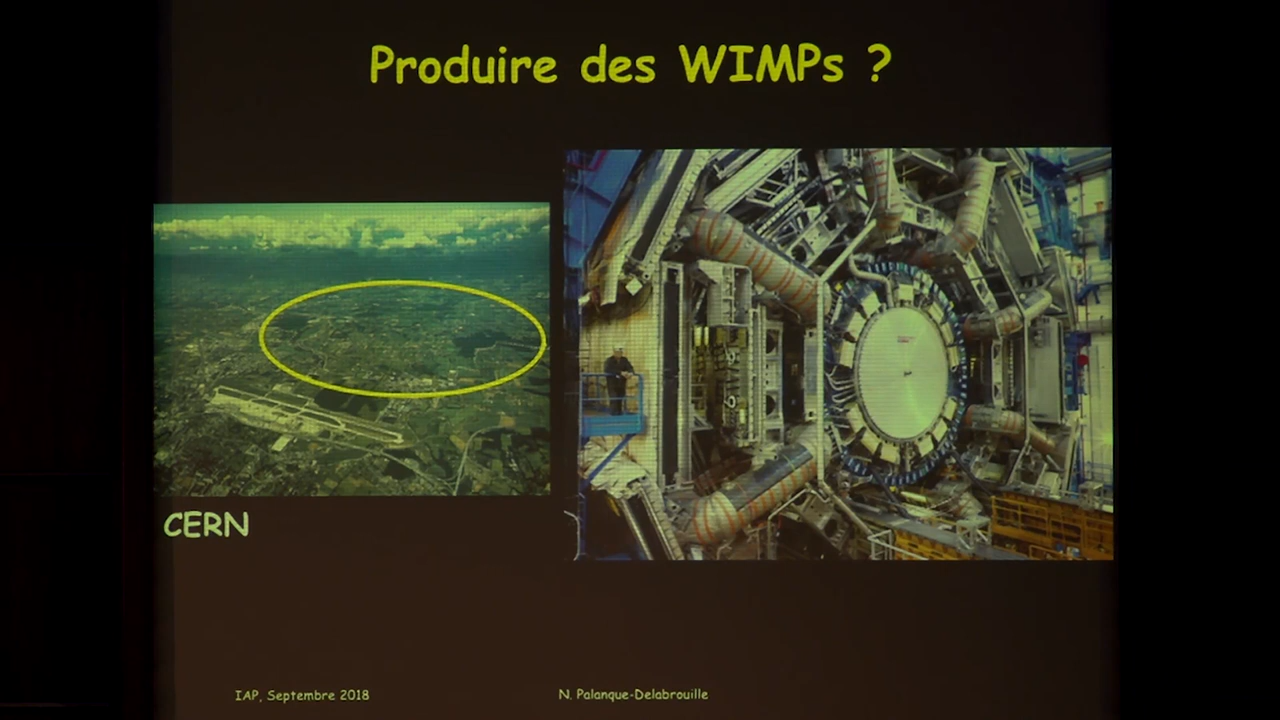 Produire des WIMPs ?
CERN
IAP, Septembre 2018
N. Palanque-Delabrouille